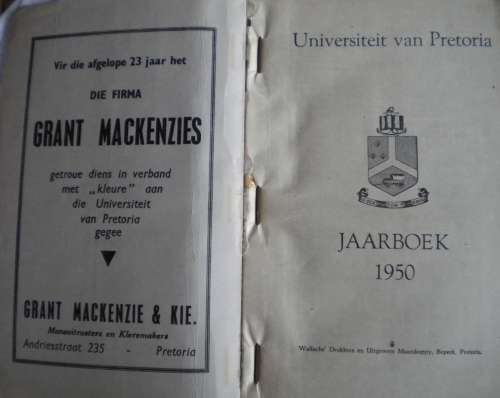 Vir die afgelope 23 jaar het
DIE FIRMA
GRANT MACKENZIES
getroue diens in verband
met „kleure” aan
die Universiteit
van Pretoria
gegee
GRANT MACKENZIE & KIE.
Mansuitrusters en Kleremakers
Andriesstraat 235 - Pretoria
Universiteit van Pretoria
JAARBOEK
1950
Wallachs' Drukkers en Uitgewers Maatskappy, Beperk, Pretoria.